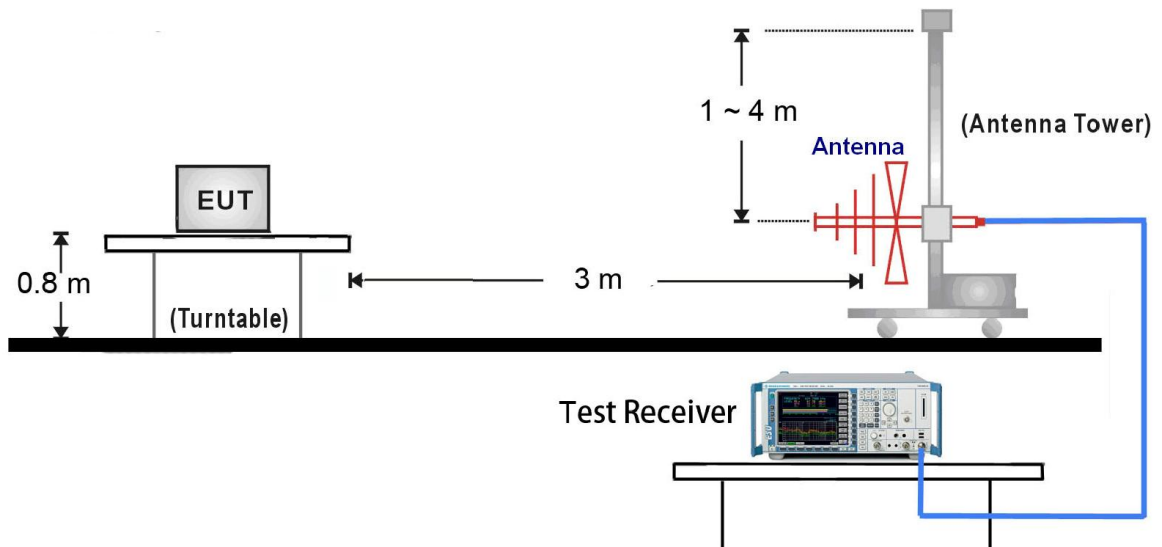 1 ~ 4 m
(Antenna Tower)
Antenna
EUT
0.8 m
3 m
(Turntable)
Test Receiver